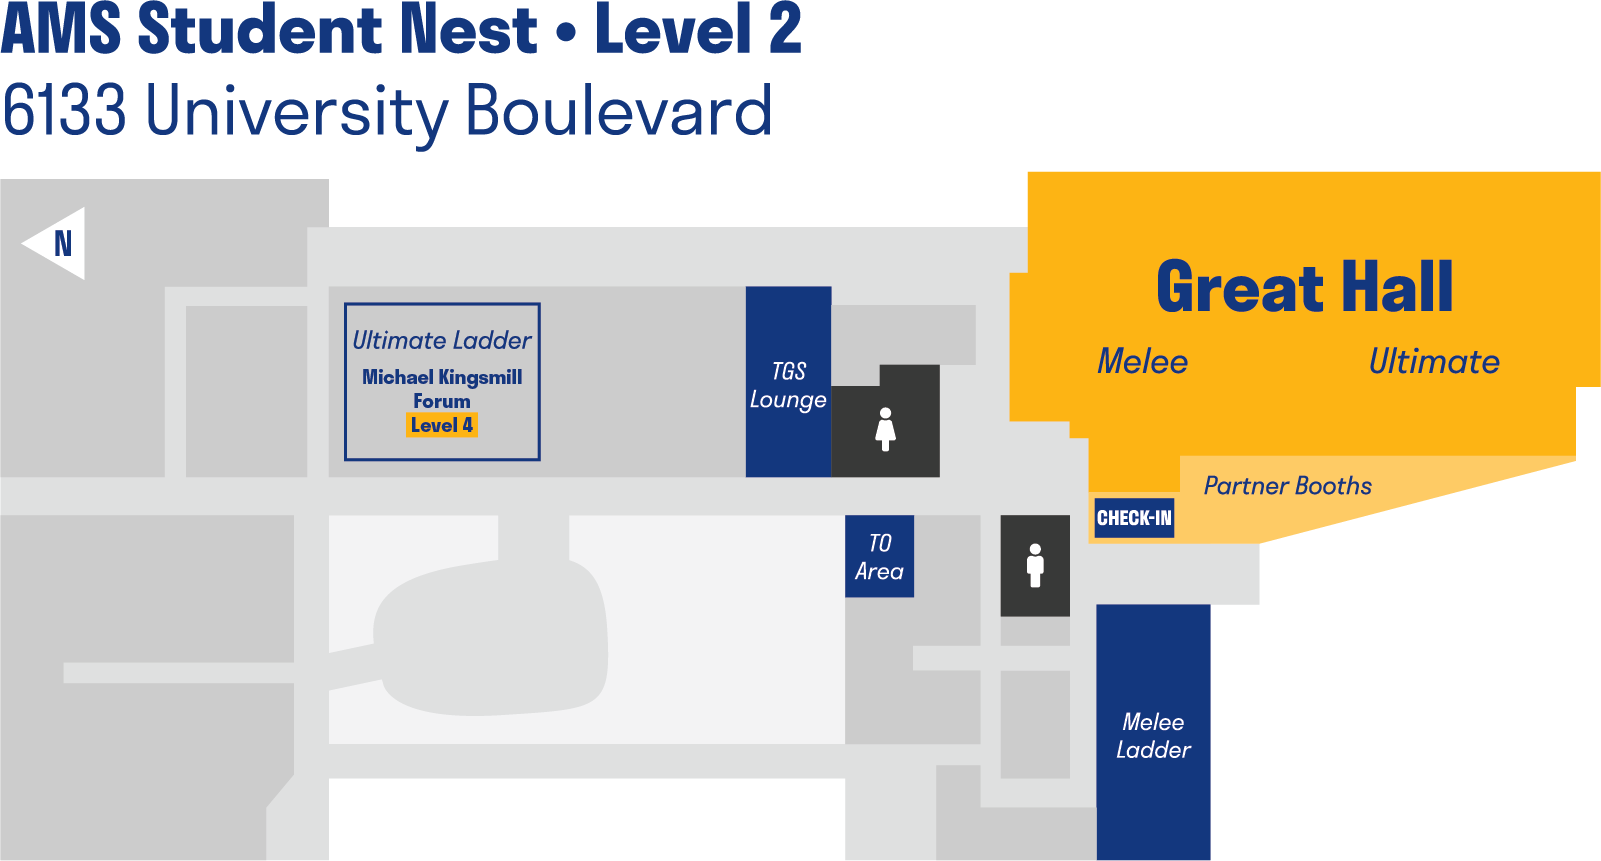 AMS Student Nest • Level 2
6133 University Boulevard
N
Great Hall
Melee
Ultimate
Ultimate Ladder
Michael Kingsmill
Forum
Level 4
TGS
Lounge
Partner Booths
CHECK-IN
TO
Area
Melee
Ladder